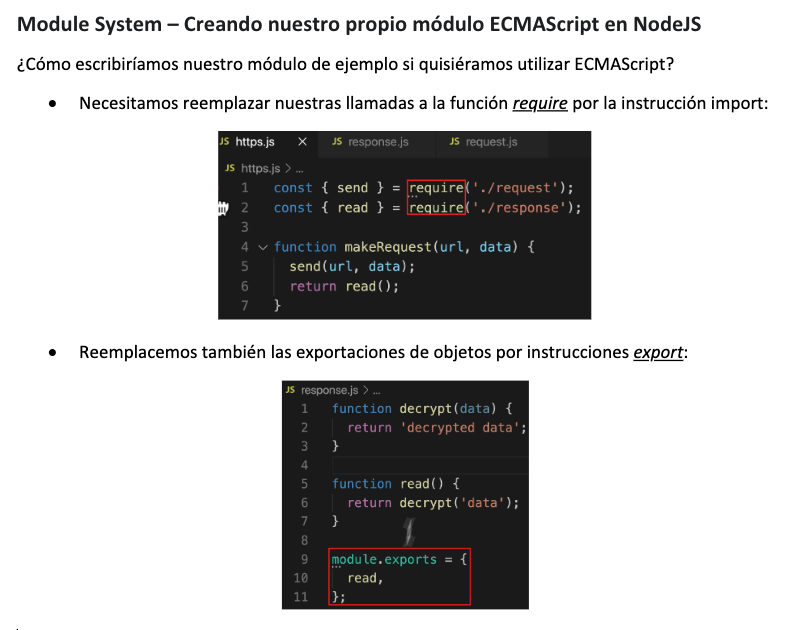 Module System – Creando nuestro propio módulo ECMAScript en NodeJS
¿Cómo escribiríamos nuestro módulo de ejemplo si quisiéramos utilizar ECMAScript?
• Necesitamos reemplazar nuestras llamadas a la función require por la instrucción import:
JS https.js × JS response.js JS request.js
JS https.js > ...
1 const { send } = require('./request');
2 const { read } = require('./response');
3
4 function makeRequest(url, data) {
5 send(url, data);
6 return read();
7 }
• Reemplacemos también las exportaciones de objetos por instrucciones export:
JS response.js > ...
1 function decrypt(data) {
2 return 'decrypted data';
3 }
4
5 function read() {
6 return decrypt('data');
7 }
8
9 module.exports = {
10 read,
11 };